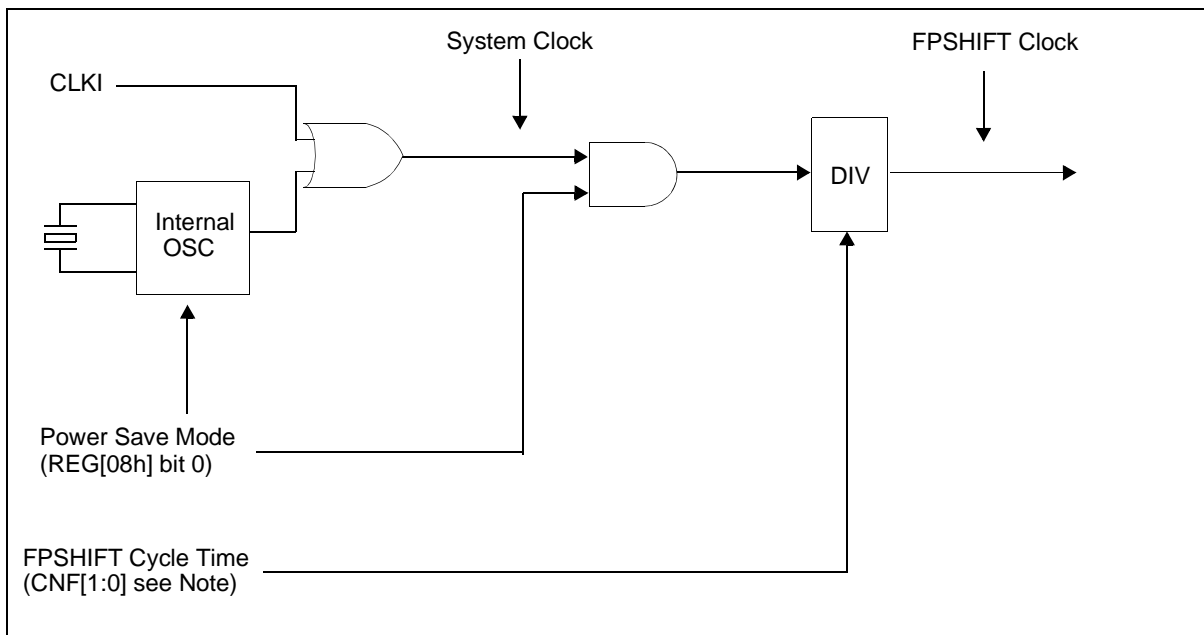 System Clock
FPSHIFT Clock
CLKI
DIV
Internal
OSC
Power Save Mode
(REG[08h] bit 0)
FPSHIFT Cycle Time
(CNF[1:0] see Note)